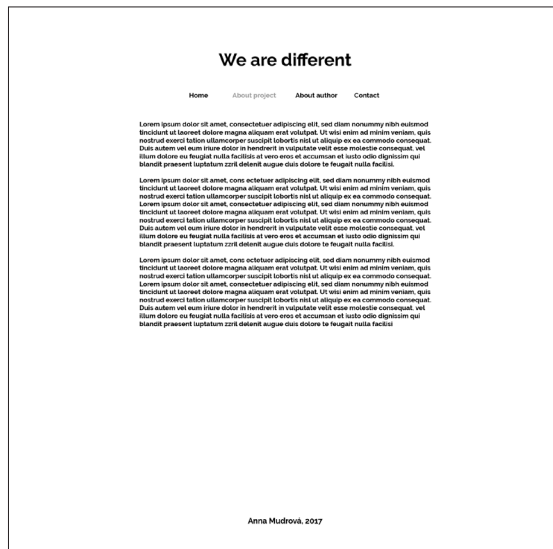 We are different
Home About project About author Contact
Lorem ipsum dolor sit amet, consectetuer adipiscing elit, sed diam nonummy nibh euismod
tincidunt ut laoreet dolore magna aliquam erat volutpat. Ut wisi enim ad minim veniam, quis
nostrud exerci tation ullamcorper suscipit lobortis nisl ut aliquip ex ea commodo consequat.
Duis autem vel eum iriure dolor in hendrerit in vulputate velit esse molestie consequat, vel
illum dolore eu feugiat nulla facilisis at vero eros et accumsan et iusto odio dignissim qui
blandit praesent luptatum zzril delenit augue duis dolore te feugait nulla facilisi.
Lorem ipsum dolor sit amet, cons ectetuer adipiscing elit, sed diam nonummy nibh euismod
tincidunt ut laoreet dolore magna aliquam erat volutpat. Ut wisi enim ad minim veniam, quis
nostrud exerci tation ullamcorper suscipit lobortis nisl ut aliquip ex ea commodo consequat.
Lorem ipsum dolor sit amet, consectetuer adipiscing elit, sed diam nonummy nibh euismod
tincidunt ut laoreet dolore magna aliquam erat volutpat. Ut wisi enim ad minim veniam, quis
nostrud exerci tation ullamcorper suscipit lobortis nisl ut aliquip ex ea commodo consequat.
Duis autem vel eum iriure dolor in hendrerit in vulputate velit esse molestie consequat, vel
illum dolore eu feugiat nulla facilisis at vero eros et accumsan et iusto odio dignissim qui
blandit praesent luptatum zzril delenit augue duis dolore te feugait nulla facilisi.
Lorem ipsum dolor sit amet, cons ectetuer adipiscing elit, sed diam nonummy nibh euismod
tincidunt ut laoreet dolore magna aliquam erat volutpat. Ut wisi enim ad minim veniam, quis
nostrud exerci tation ullamcorper suscipit lobortis nisl ut aliquip ex ea commodo consequat.
Lorem ipsum dolor sit amet, consectetuer adipiscing elit, sed diam nonummy nibh euismod
tincidunt ut laoreet dolore magna aliquam erat volutpat. Ut wisi enim ad minim veniam, quis
nostrud exerci tation ullamcorper suscipit lobortis nisl ut aliquip ex ea commodo consequat.
Duis autem vel eum iriure dolor in hendrerit in vulputate velit esse molestie consequat, vel
illum dolore eu feugiat nulla facilisis at vero eros et accumsan et iusto odio dignissim qui
blandit praesent luptatum zzril delenit augue duis dolore te feugait nulla facilisi
Anna Mudrová, 2017